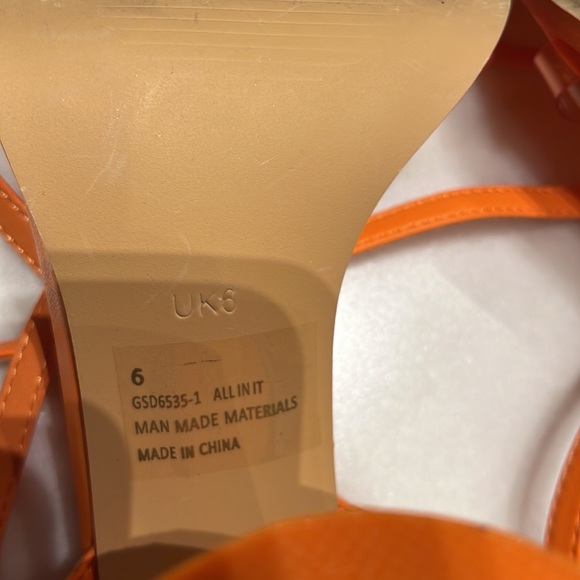 UK6
6
GSD6535-1 ALL IN IT
MAN MADE MATERIALS
MADE IN CHINA